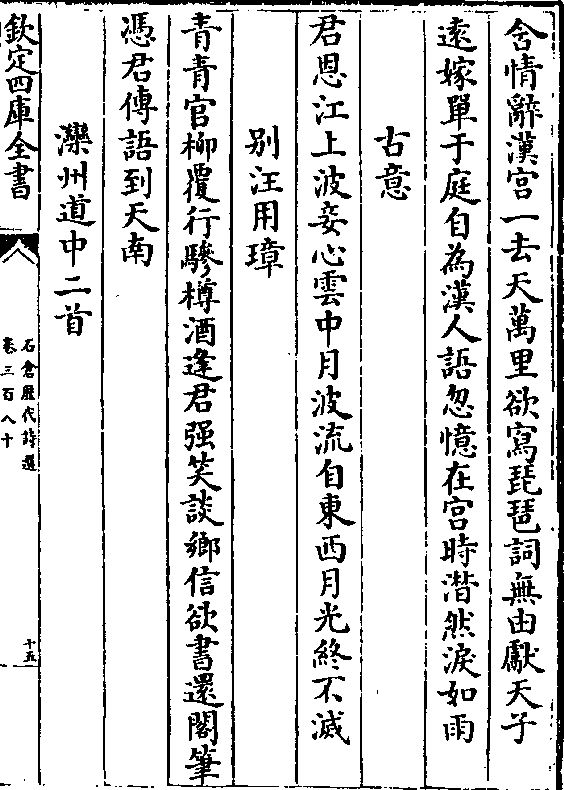 含情辭漢宫一去天萬里欲寫琵琶詞無由獻天子
遠嫁單于庭自為漢人語忽憶在宫時潸然淚如雨
古意
君恩江上波妾心雲中月波流自東西月光終不滅
别汪用璋
青青官柳覆行驂樽酒逢君强笑談鄉信欲書還閣筆
憑君傳語到天南
灤州道中二首
欽定四庫全書
石倉歷代詩選
卷三百八十
十五